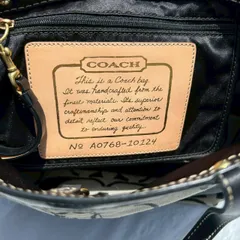 COACH
This is a Coach bag.
It was handcrafted from the
finest materials. The superior
craftsmanship and attention to
detail reflect our commitment
to enduring quality.
No A0768-10124